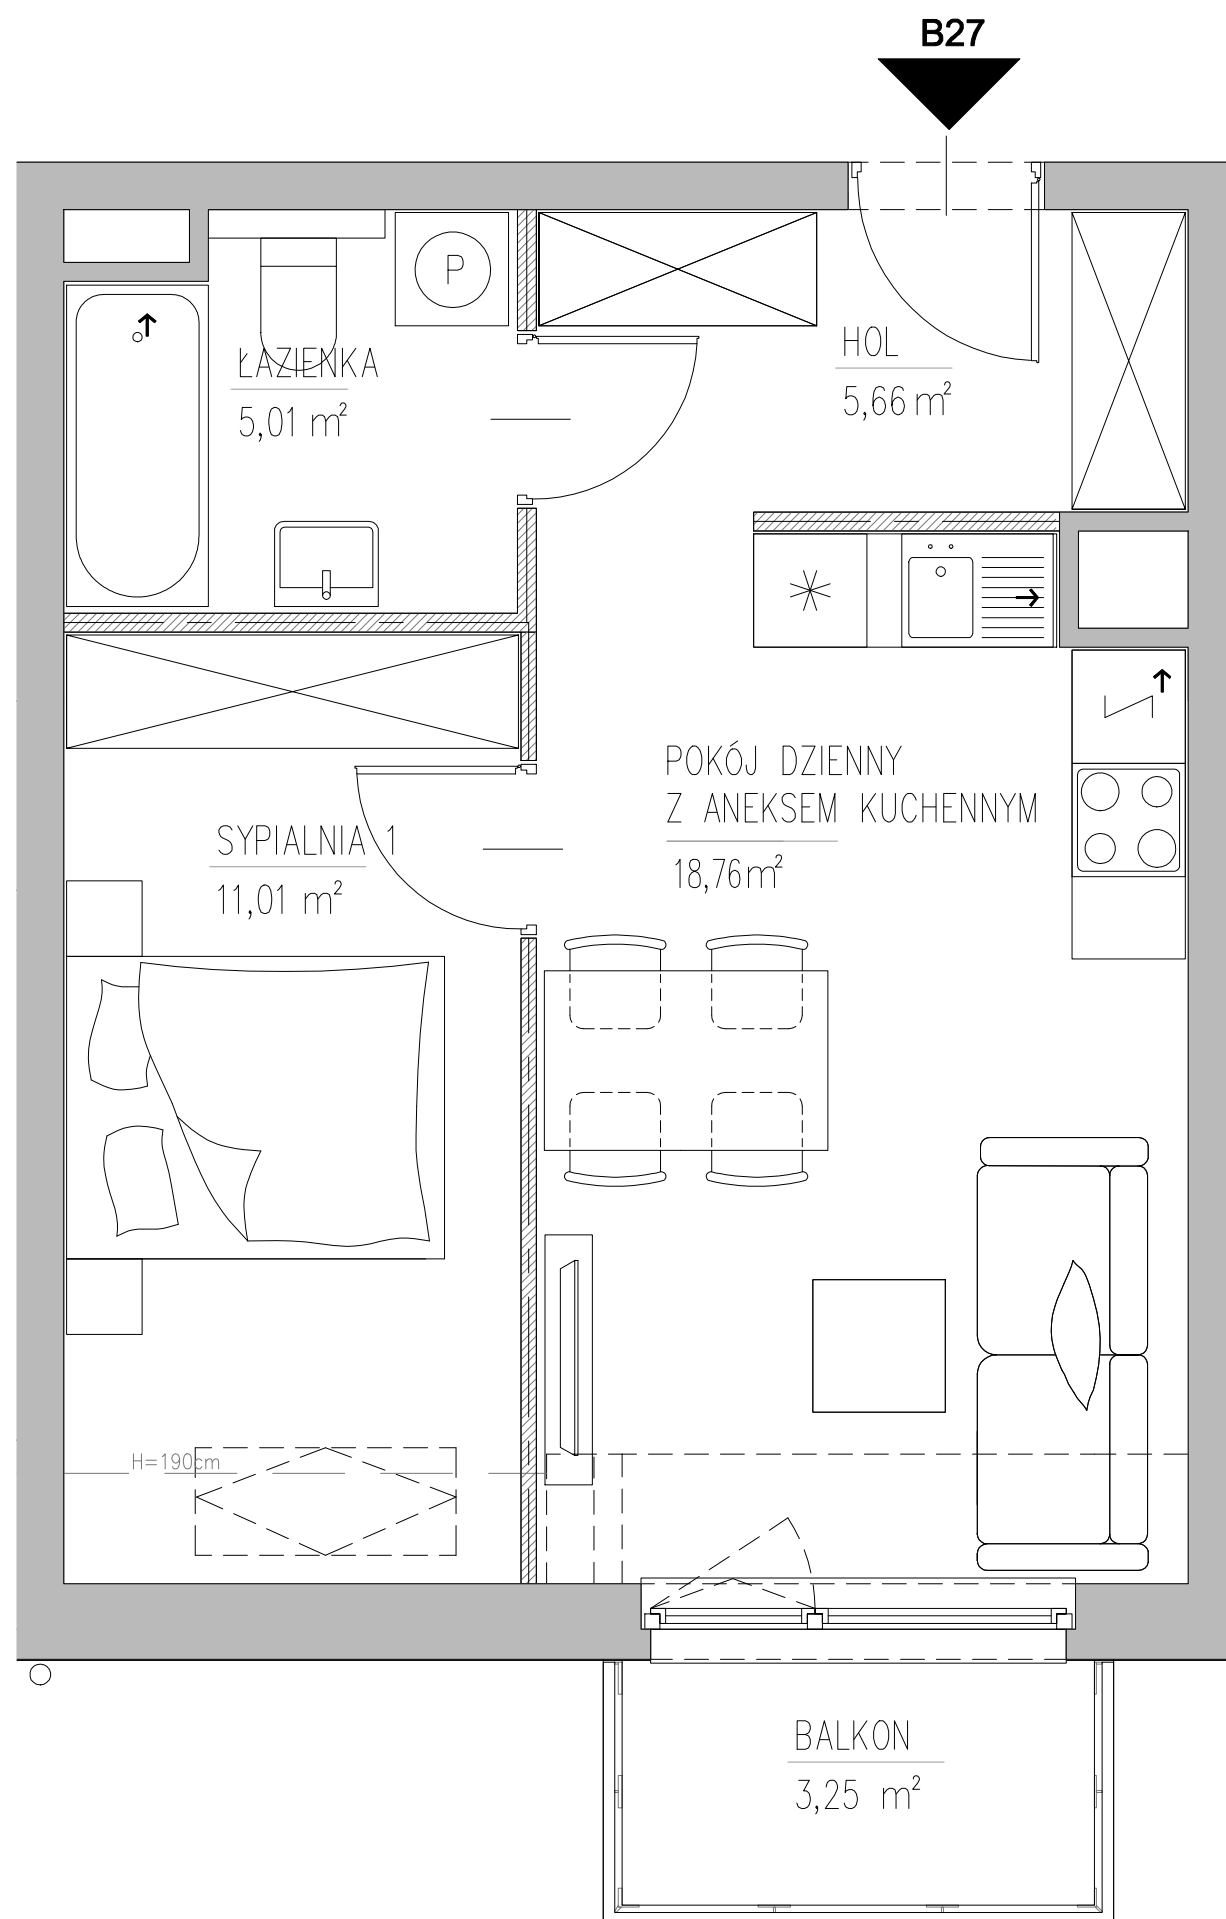 B27
P
ŁAZIENKA
5,01 m²
HOL
5,66 m²
POKÓJ DZIENNY
Z ANEKSEM KUCHENNYM
18,76m²
SYPIALNIA 1
11,01 m²
H=190cm
BALKON
3,25 m²